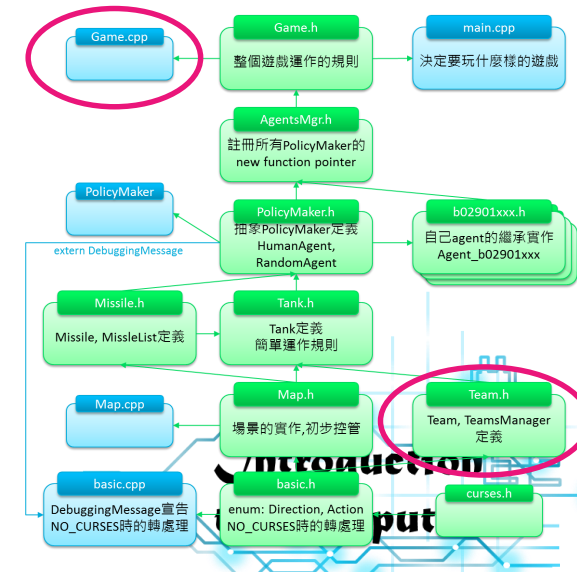 Game.cpp
Game.h
整個遊戲運作的規則
main.cpp
決定要玩什麼樣的遊戲
AgentsMgr.h
註冊所有PolicyMaker的
new function pointer
PolicyMaker
extern DebuggingMessage
PolicyMaker.h
抽象PolicyMaker定義
HumanAgent,
RandomAgent
b02901xxx.h
自己agent的繼承實作
Agent_b02901xxx
Missile.h
Missile, MissleList定義
Tank.h
Tank定義
簡單運作規則
Map.cpp
Map.h
場景的實作,初步控管
Team.h
Team, TeamsManager
定義
Introduction
basic.cpp
DebuggingMessage宣告
NO_CURSES時的轉處理
basic.h
enum: Direction, Action
NO_CURSES時的轉處理
curses.h